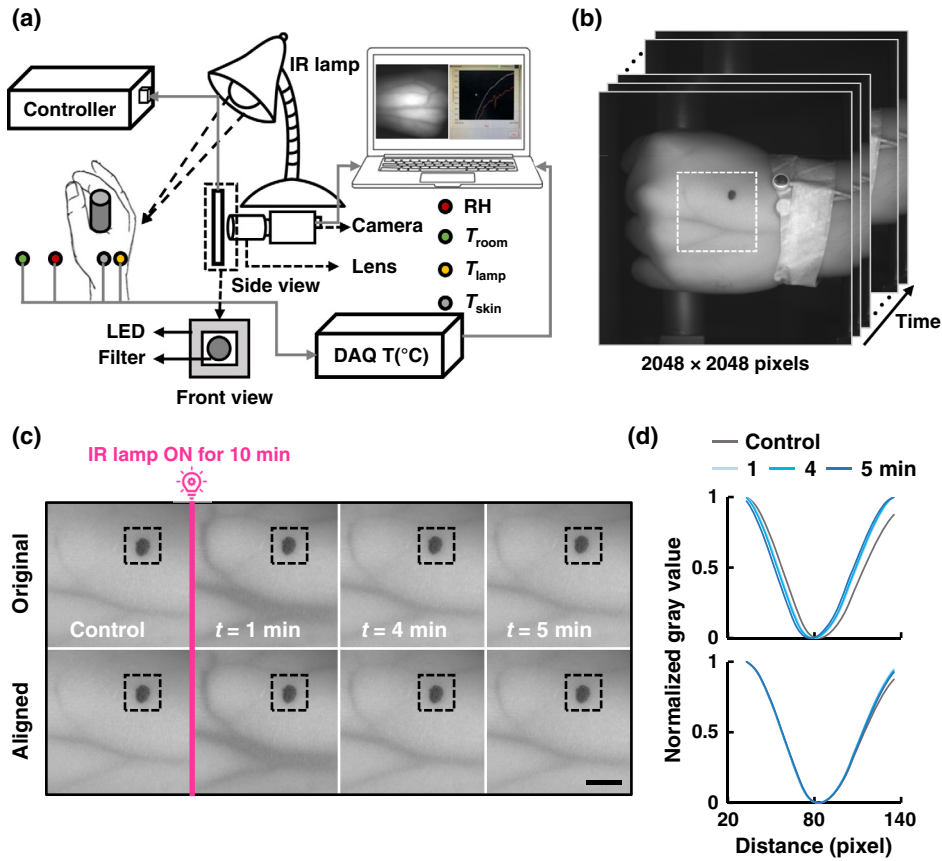 (a)
IR lamp
Controller
RH
Camera
T_room
Lens
T_lamp
Side view
T_skin
LED
Filter
DAQ T(°C)
Front view
(b)
Time
2048 × 2048 pixels
(c)
IR lamp ON for 10 min
Original
Control
t = 1 min
t = 4 min
t = 5 min
Aligned
(d)
Control
1 4 5 min
Normalized gray value
1
0.5
0
1
0.5
0
20 80 140
Distance (pixel)